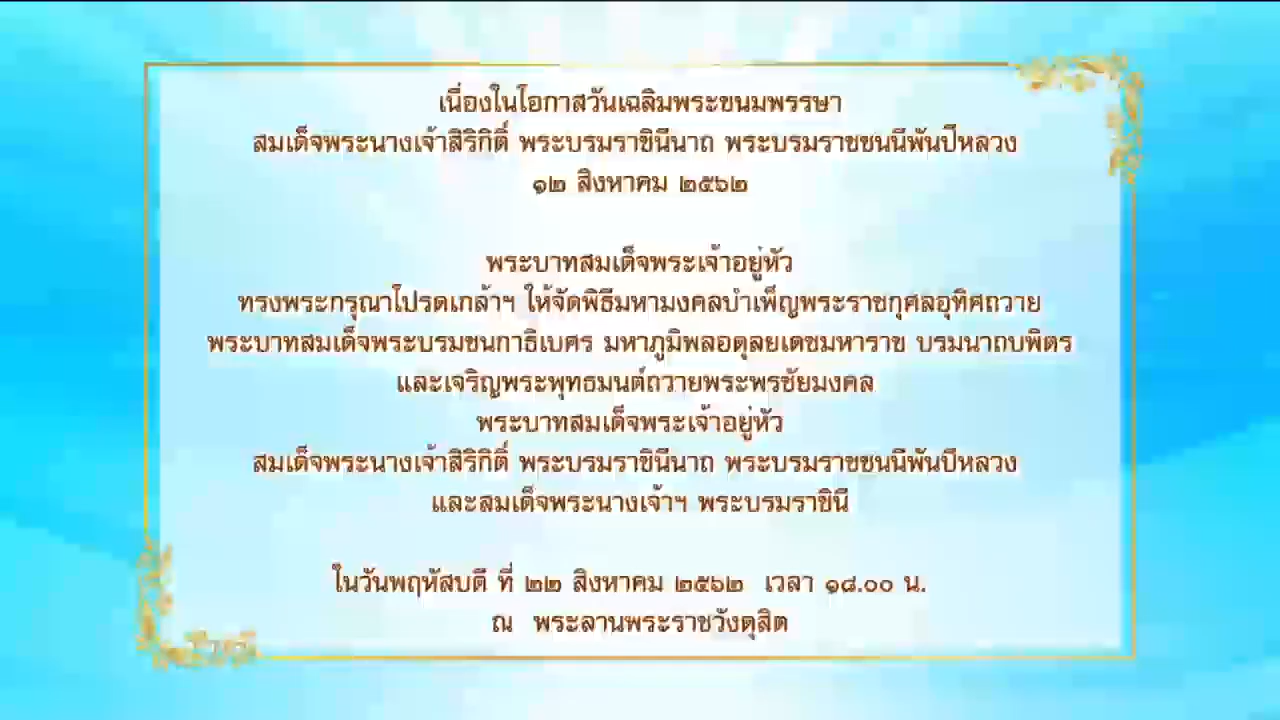 เนื่องในโอกาสวันเฉลิมพระชนมพรรษา
สมเด็จพระนางเจ้าสิริกิติ์ พระบรมราชินีนาถ พระบรมราชชนนีพันปีหลวง
๑๒ สิงหาคม ๒๕๖๒
พระบาทสมเด็จพระเจ้าอยู่หัว
ทรงพระกรุณาโปรดเกล้าฯ ให้จัดพิธีมหามงคลบำเพ็ญพระราชกุศลอุทิศถวาย
พระบาทสมเด็จพระบรมชนกาธิเบศร มหาภูมิพลอดุลยเดชมหาราช บรมนาถบพิตร
และเจริญพระพุทธมนต์ถวายพระพรชัยมงคล
พระบาทสมเด็จพระเจ้าอยู่หัว
สมเด็จพระนางเจ้าสิริกิติ์ พระบรมราชินีนาถ พระบรมราชชนนีพันปีหลวง
และสมเด็จพระนางเจ้าฯ พระบรมราชินี
ในวันพฤหัสบดี ที่ ๒๒ สิงหาคม ๒๕๖๒ เวลา ๑๘.๐๐ น.
ณ พระลานพระราชวังดุสิต